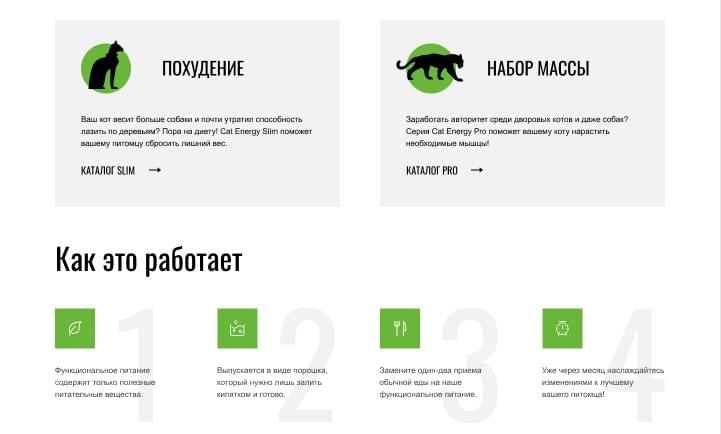 ПОХУДЕНИЕ
Ваш кот весит больше собаки и почти утратил способность
лазить по деревьям? Пора на диету! Cat Energy Slim поможет
вашему питомцу сбросить лишний вес.
КАТАЛОГ SLIM
НАБОР МАССЫ
Заработать авторитет среди дворовых котов и даже собак?
Серия Cat Energy Pro поможет вашему коту нарастить
необходимые мышцы!
КАТАЛОГ PRO
Как это работает
1
Функциональное питание
содержит только полезные
питательные вещества.
2
Выпускается в виде порошка,
который нужно лишь залить
кипятком и готово.
3
Замените один-два приема
обычной еды на наше
функциональное питание.
4
Уже через месяц наслаждайтесь
изменениями к лучшему
вашего питомца!